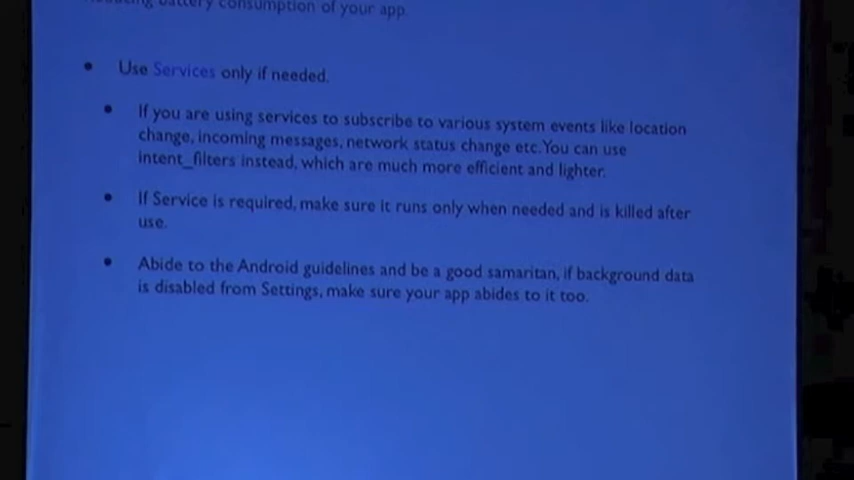 battery consumption of your app.
• Use Services only if needed.
• If you are using services to subscribe to various system events like location
change, incoming messages, network status change etc. You can use
intent_filters instead, which are much more efficient and lighter.
• If Service is required, make sure it runs only when needed and is killed after
use.
• Abide to the Android guidelines and be a good samaritan, if background data
is disabled from Settings, make sure your app abides to it too.